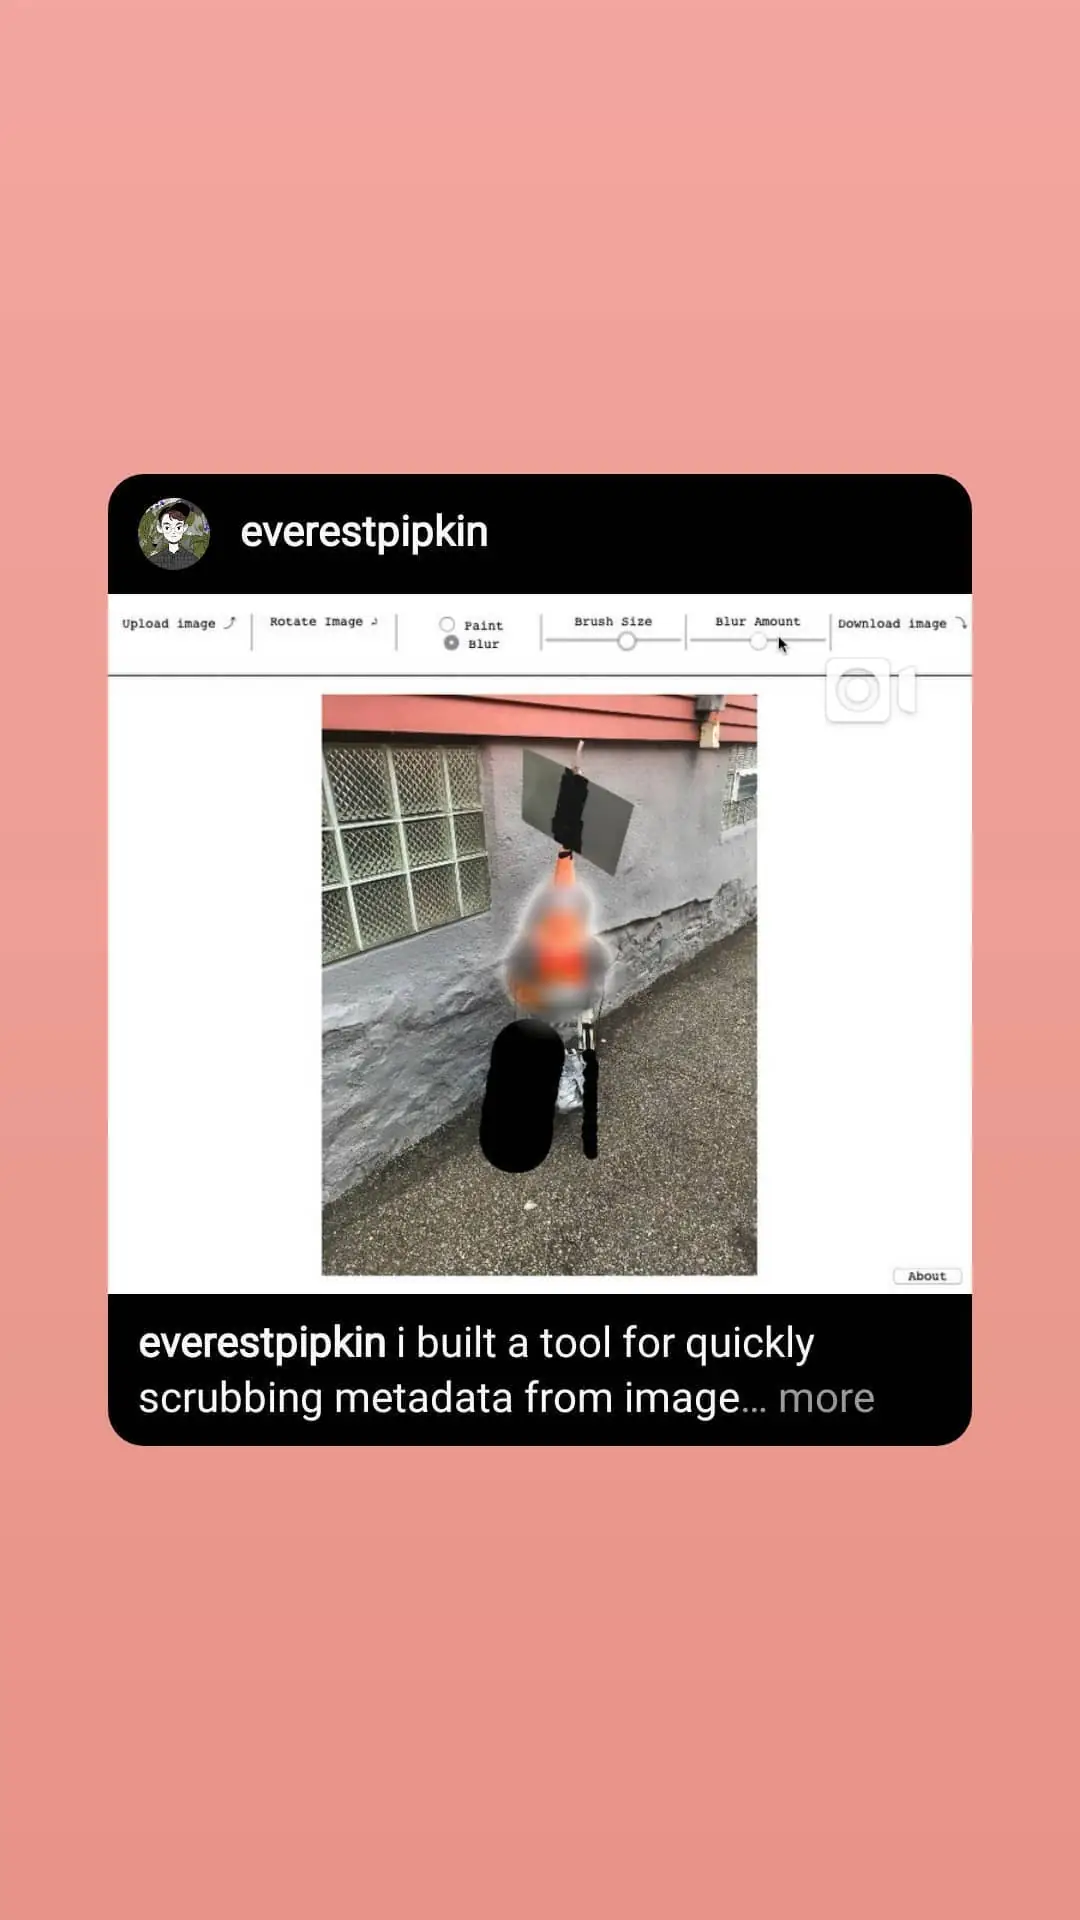 everestpipkin
Upload image
Rotate Image
Paint
Blur
Brush Size
Blur Amount
Download image
About
everestpipkin i built a tool for quickly
scrubbing metadata from image... more